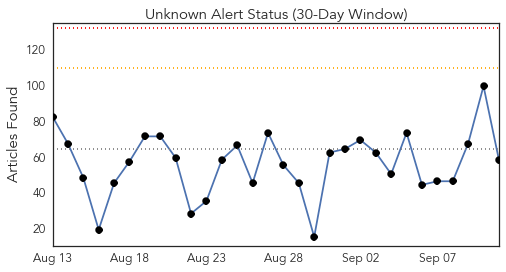 Unknown Alert Status (30-Day Window)
Articles Found
120
100
80
60
40
20
Aug 13 Aug 18 Aug 23 Aug 28 Sep 02 Sep 07